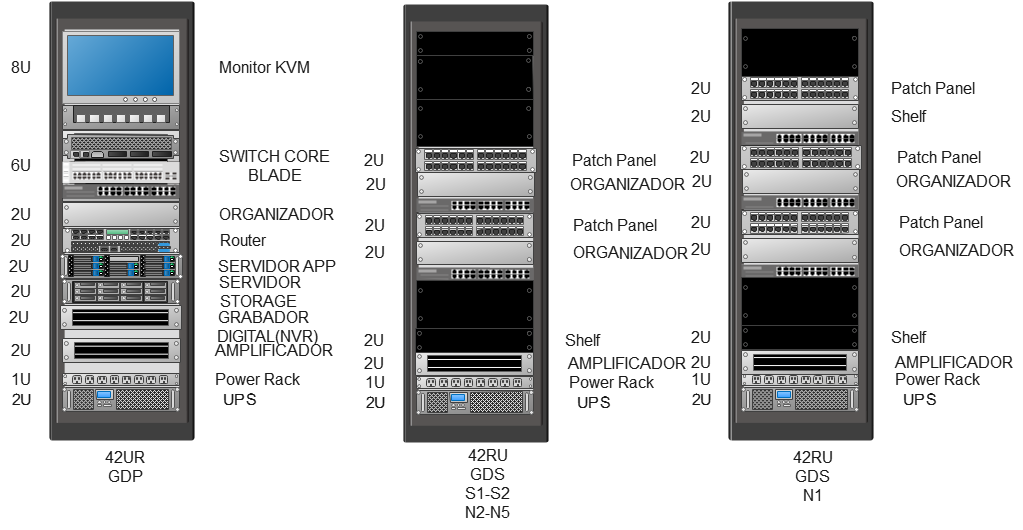 8U Monitor KVM
6U SWITCH CORE
BLADE
2U ORGANIZADOR
2U Router
2U SERVIDOR APP
2U SERVIDOR
STORAGE
2U GRABADOR
DIGITAL(NVR)
2U AMPLIFICADOR
1U Power Rack
2U UPS
42UR
GDP
2U Patch Panel
2U ORGANIZADOR
2U Patch Panel
2U ORGANIZADOR
2U Shelf
2U AMPLIFICADOR
1U Power Rack
2U UPS
42RU
GDS
S1-S2
N2-N5
2U Patch Panel
2U Shelf
2U Patch Panel
2U ORGANIZADOR
2U Patch Panel
2U ORGANIZADOR
2U Shelf
2U AMPLIFICADOR
1U Power Rack
2U UPS
42RU
GDS
N1